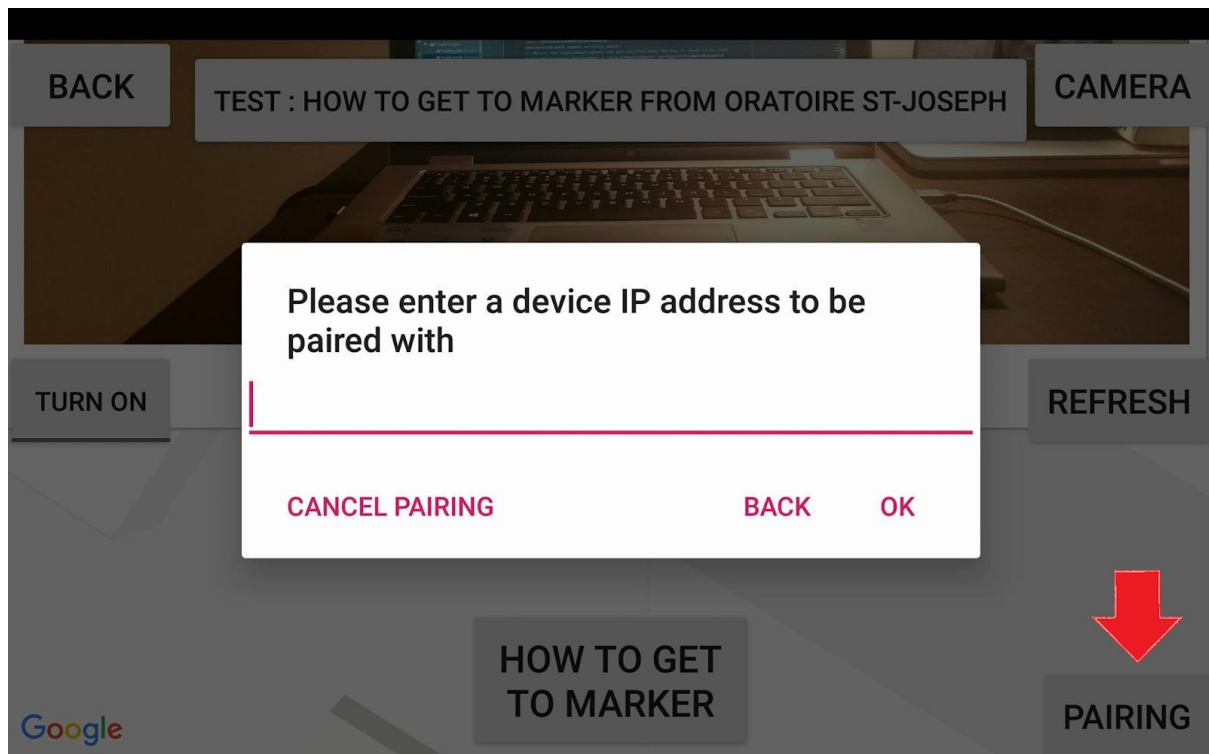 BACK
TEST : HOW TO GET TO MARKER FROM ORATOIRE ST-JOSEPH
CAMERA
Please enter a device IP address to be
paired with
TURN ON
REFRESH
CANCEL PAIRING
BACK
OK
HOW TO GET
TO MARKER
Google
PAIRING